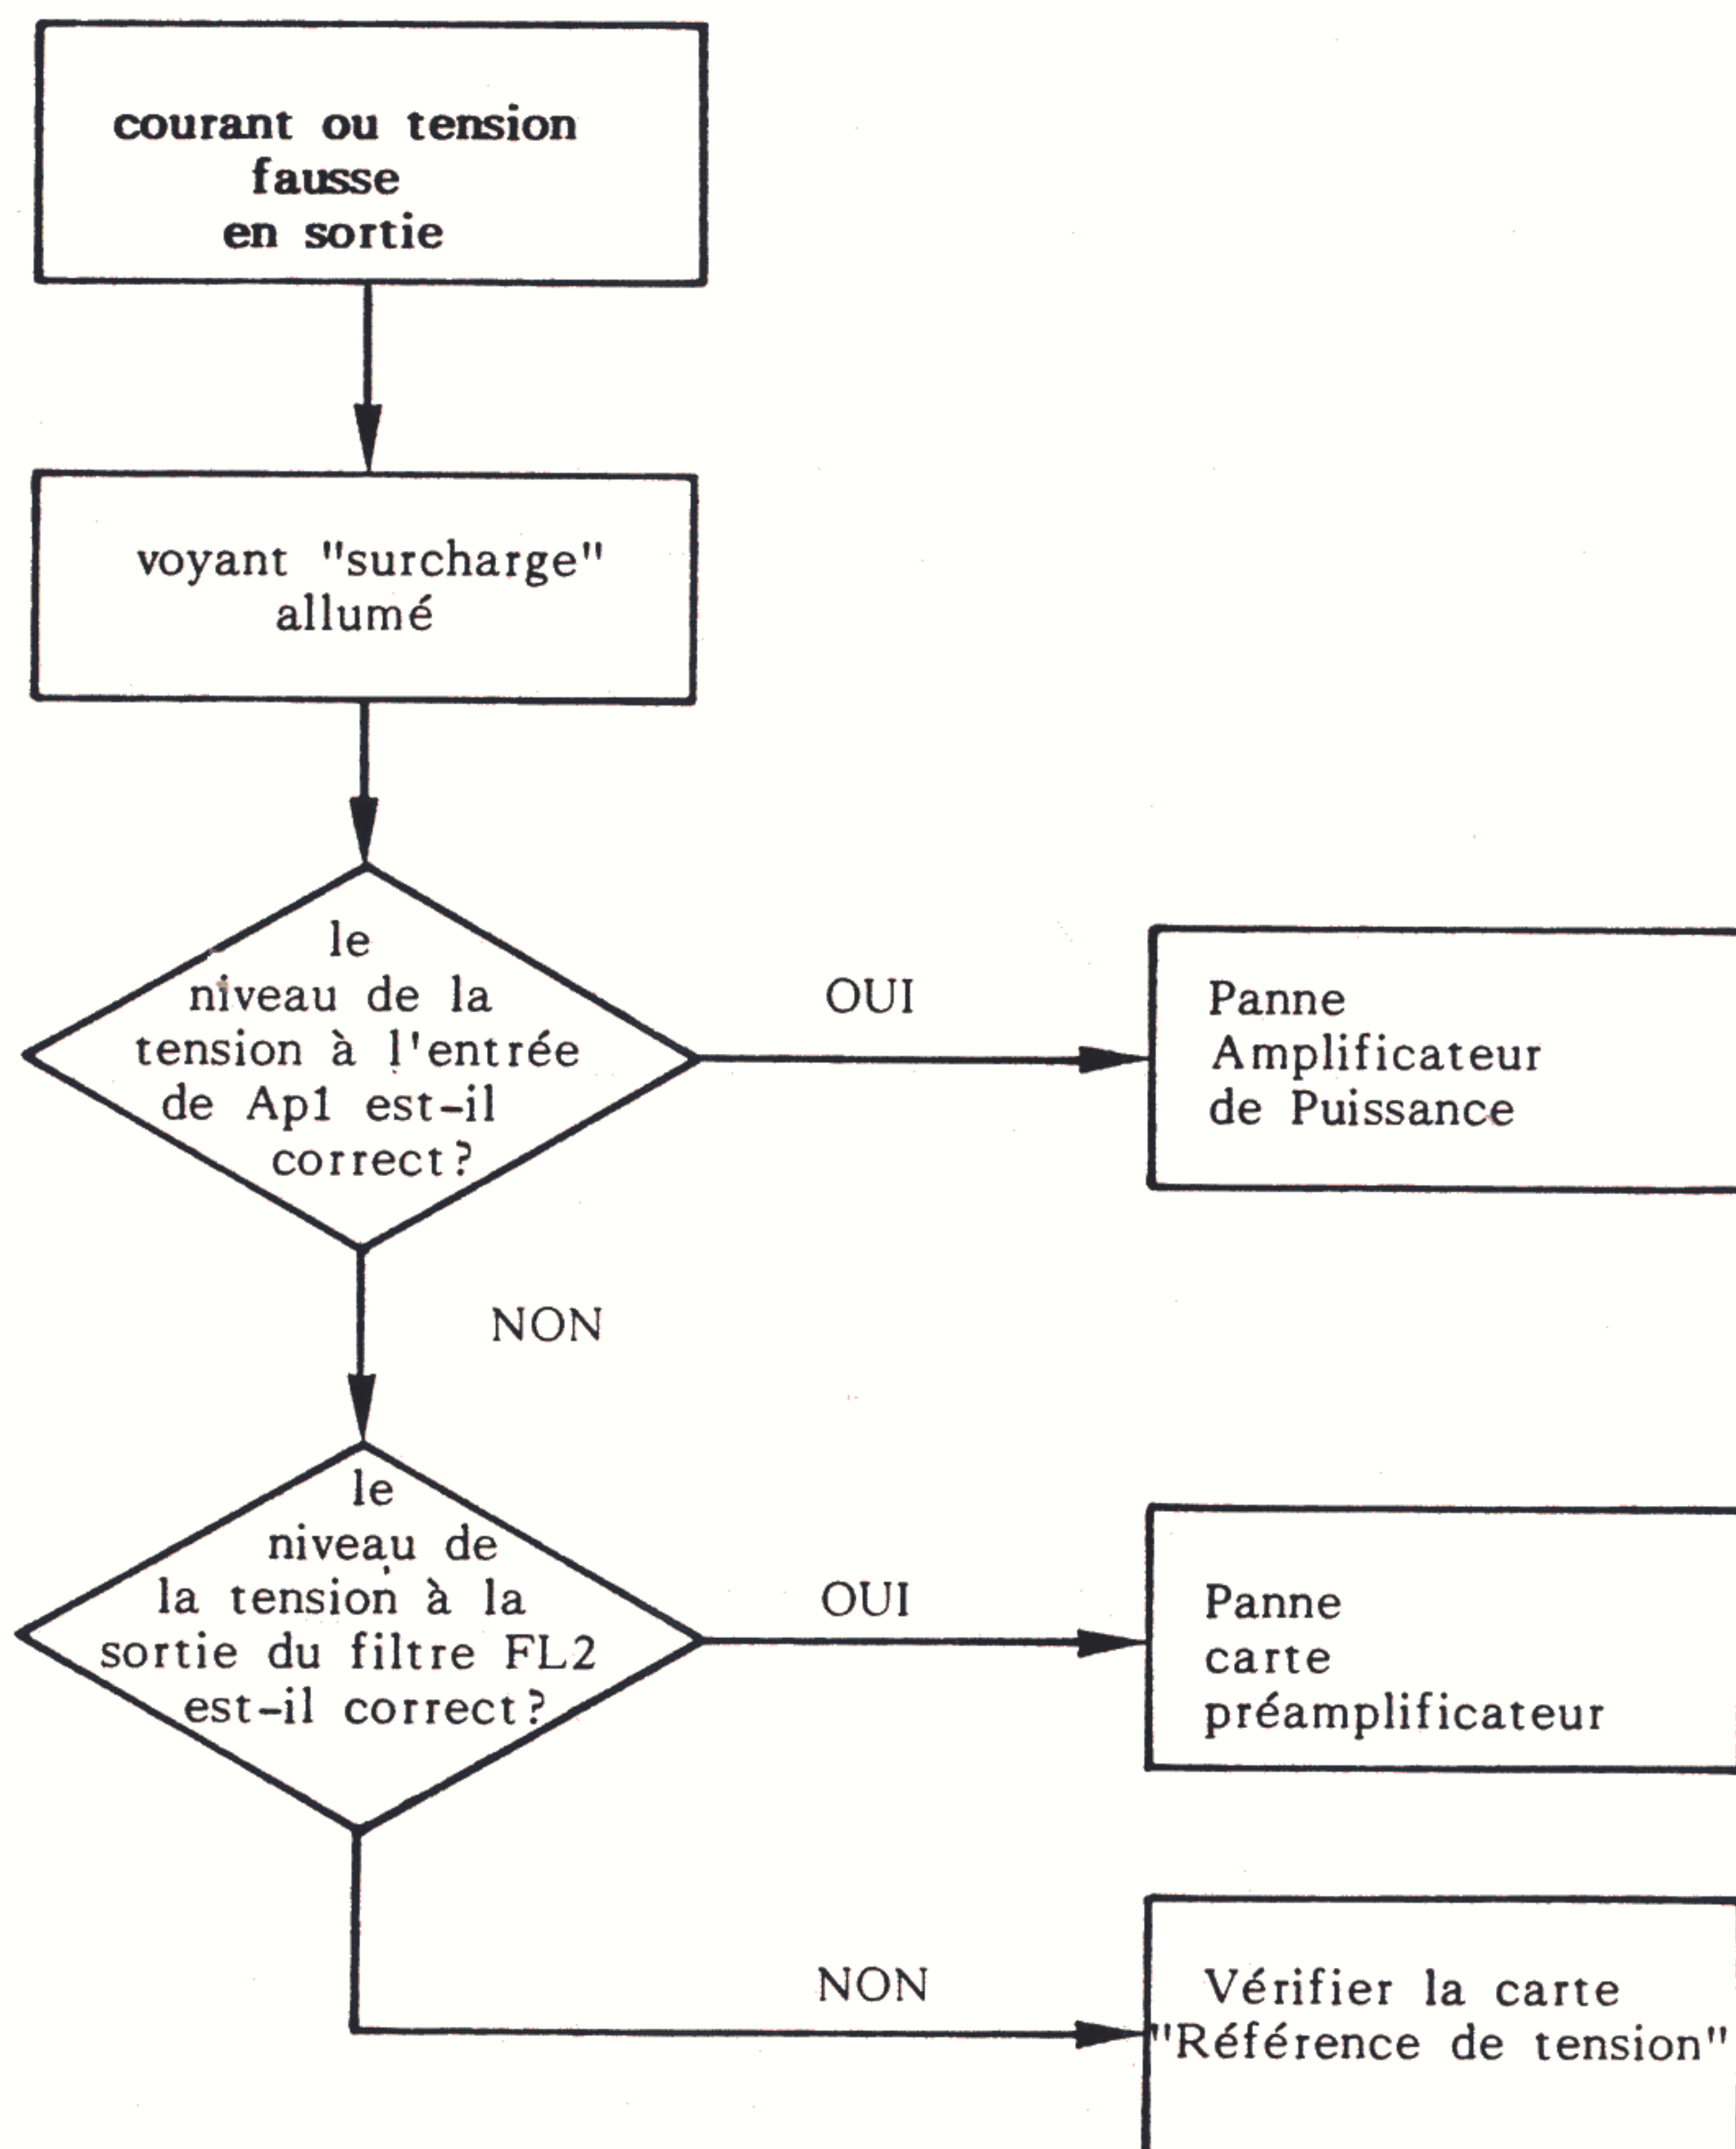 courant ou tension
fausse
en sortie
voyant "surcharge"
allumé
le
niveau de la
tension à l'entrée
de Ap1 est-il
correct?
OUI
Panne
Amplificateur
de Puissance
NON
le
niveau de
la tension à la
sortie du filtre FL2
est-il correct?
OUI
Panne
carte
préamplificateur
NON
Vérifier la carte
"Référence de tension"